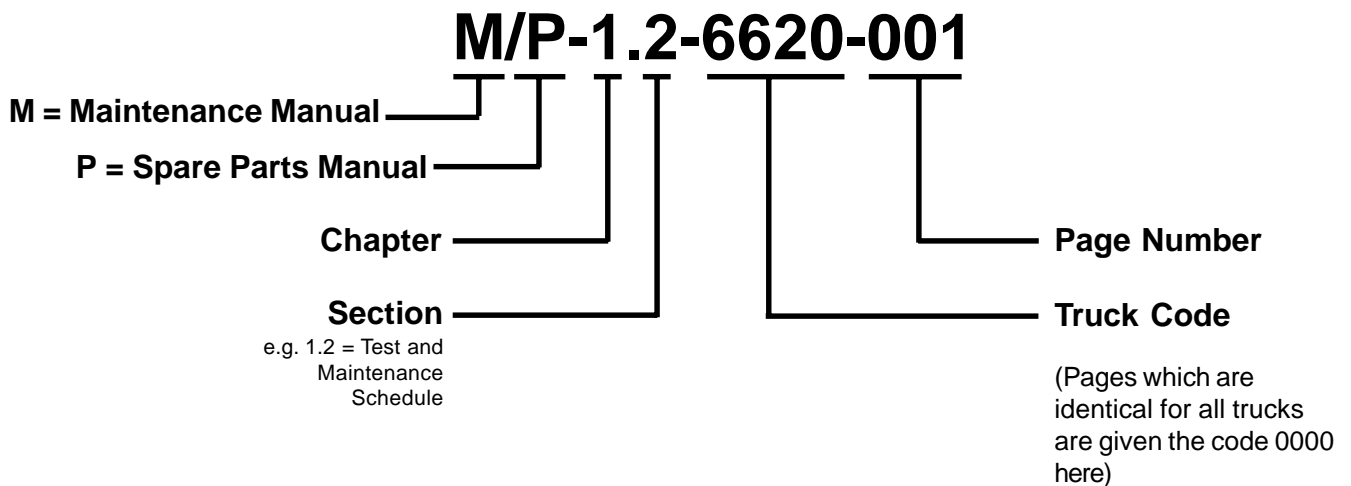 M/P-1.2-6620-001
M = Maintenance Manual
P = Spare Parts Manual
Chapter
Page Number
Section
e.g. 1.2 = Test and
Maintenance
Schedule
Truck Code
(Pages which are
identical for all trucks
are given the code 0000
here)